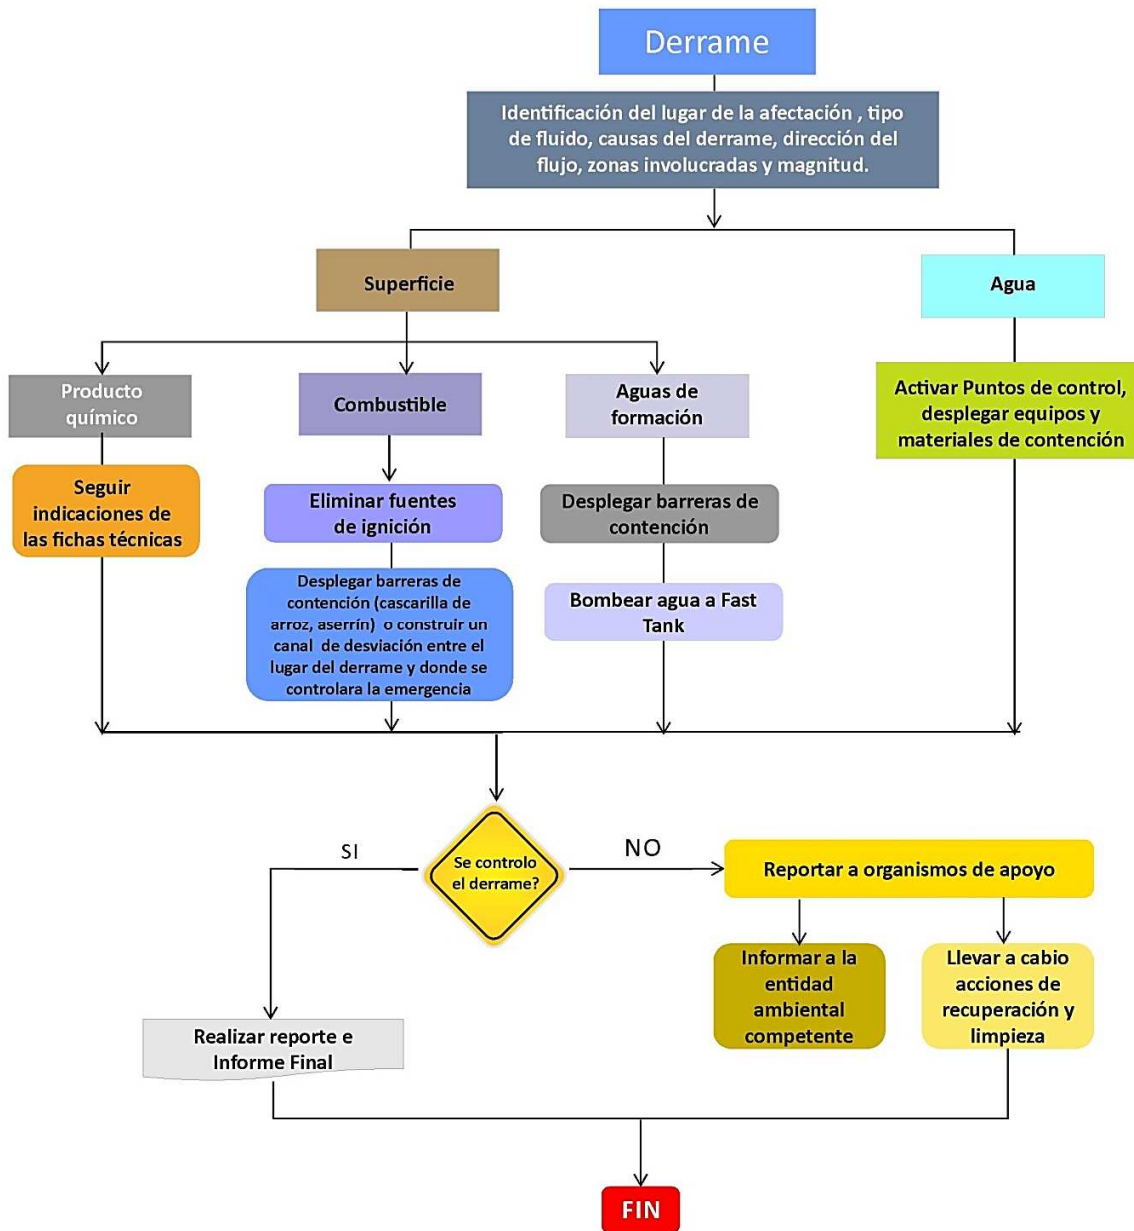 Derrame
Identificación del lugar de la afectación , tipo
de fluido, causas del derrame, dirección del
flujo, zonas involucradas y magnitud.
Superficie
Agua
Producto
químico
Combustible
Aguas de
formación
Activar Puntos de control,
desplegar equipos y
materiales de contención
Seguir
indicaciones de
las fichas técnicas
Eliminar fuentes
de ignición
Desplegar barreras de
contención
Desplegar barreras de
contención (cascarilla de
arroz, aserrín) o construir un
canal de desviación entre el
lugar del derrame y donde se
controlara la emergencia
Bombear agua a Fast
Tank
Se controlo
el derrame?
SI
NO
Reportar a organismos de apoyo
Informar a la
entidad
ambiental
competente
Llevar a cabio
acciones de
recuperación y
limpieza
Realizar reporte e
Informe Final
FIN